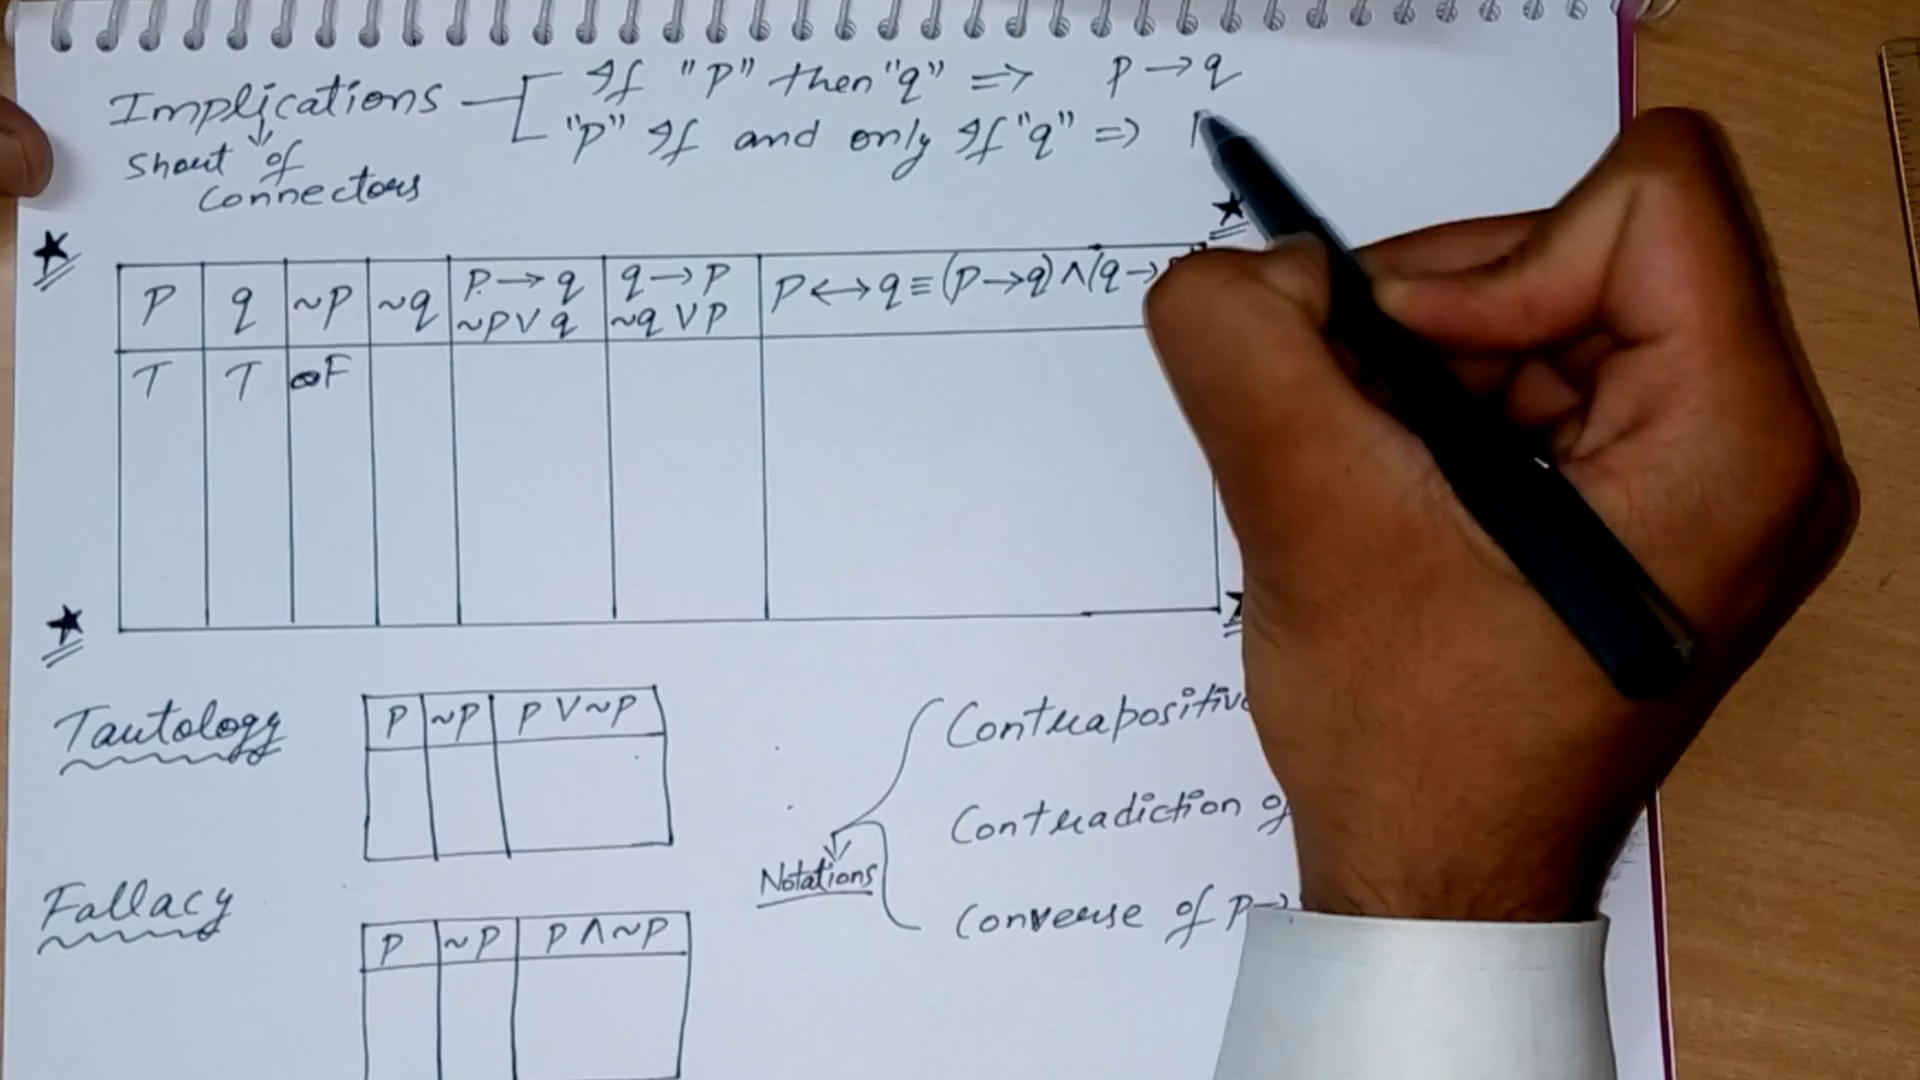 Implications
If "P" then "q" => P → q
"p" If and only If "q" =>
Short of
Connectors
P q ~P ~q P → q q → P P ↔ q ≡ (P → q) ∧ (q →
~P V q ~q V P
T T F
Tautology
P ~P P V ~P
Fallacy
P ~P P ∧ ~P
Notations
Contrapositive
Contradiction of
Converse of P →